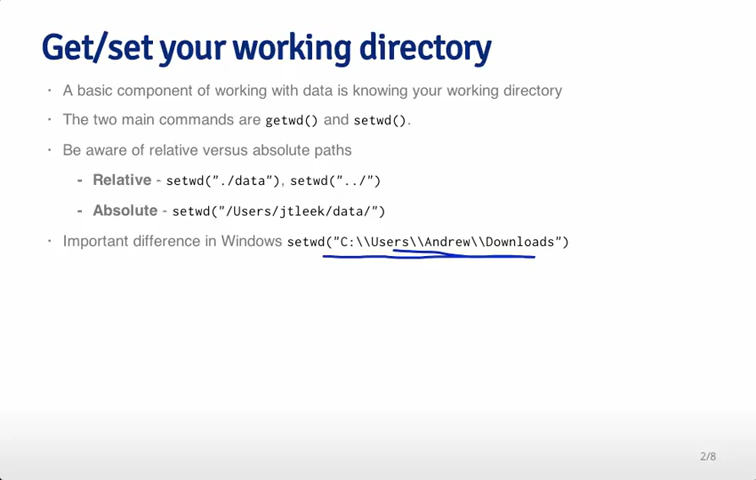 Get/set your working directory
· A basic component of working with data is knowing your working directory
· The two main commands are getwd() and setwd().
· Be aware of relative versus absolute paths
- Relative - setwd("./data"), setwd("../")
- Absolute - setwd("/Users/jtleek/data/")
· Important difference in Windows setwd("C:\\Users\\Andrew\\Downloads")
2/8